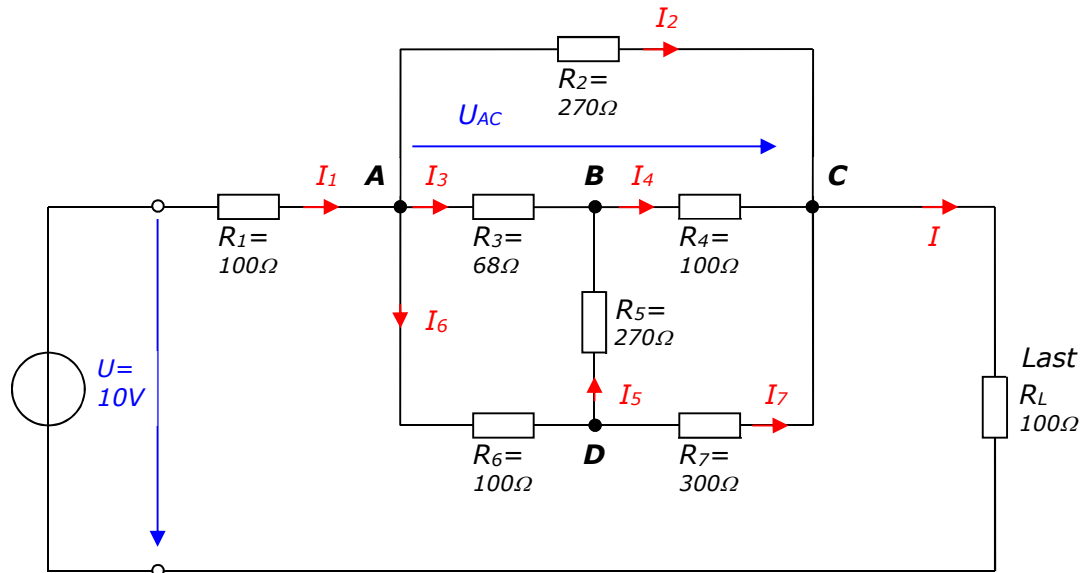 I2
R2=
270Ω
UAC
A
B
C
I1
I3
I4
I
R1=
100Ω
R3=
68Ω
R4=
100Ω
I6
R5=
270Ω
U=
10V
Last
RL
100Ω
I5
I7
D
R6=
100Ω
R7=
300Ω